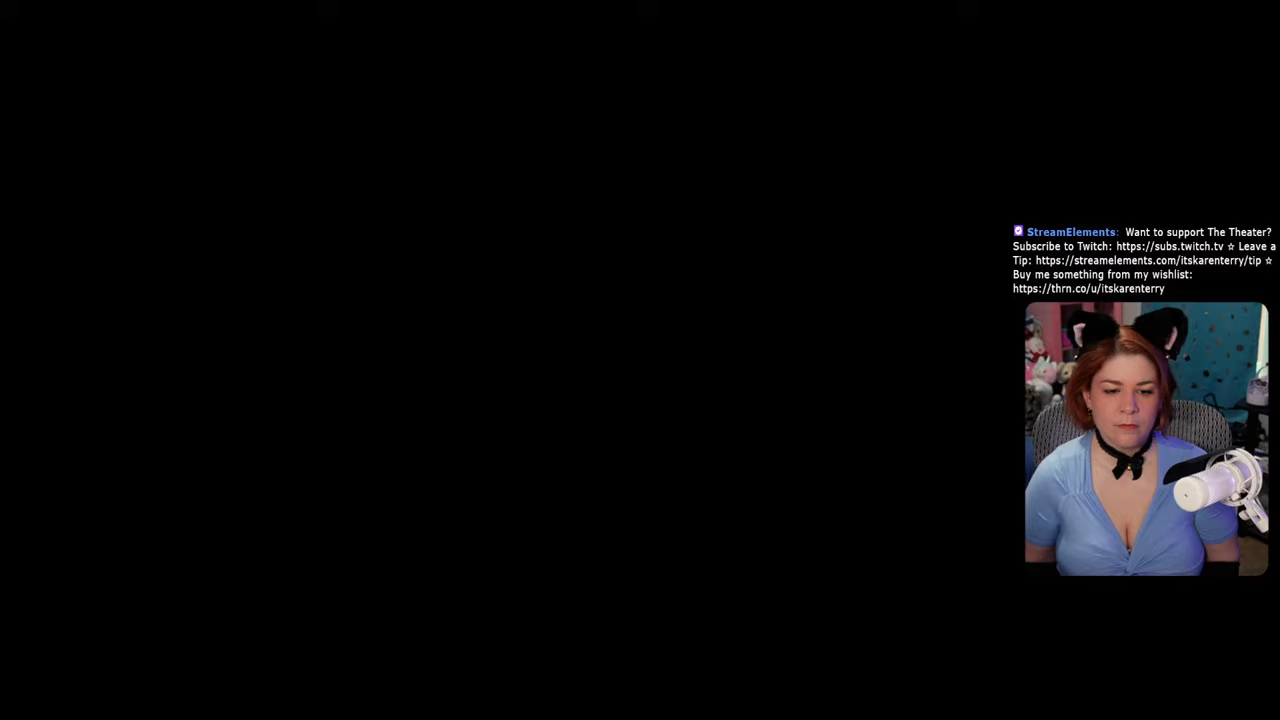 StreamElements: Want to support The Theater?
Subscribe to Twitch: https://subs.twitch.tv ☆ Leave a
Tip: https://streamelements.com/itskarenterry/tip ☆
Buy me something from my wishlist:
https://thrn.co/u/itskarenterry